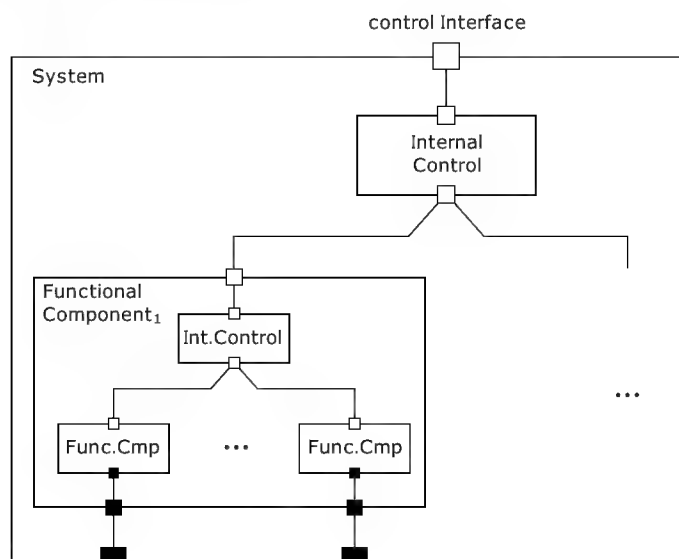 control Interface
System
Internal
Control
Functional
Component₁
Int.Control
...
Func.Cmp
...
Func.Cmp